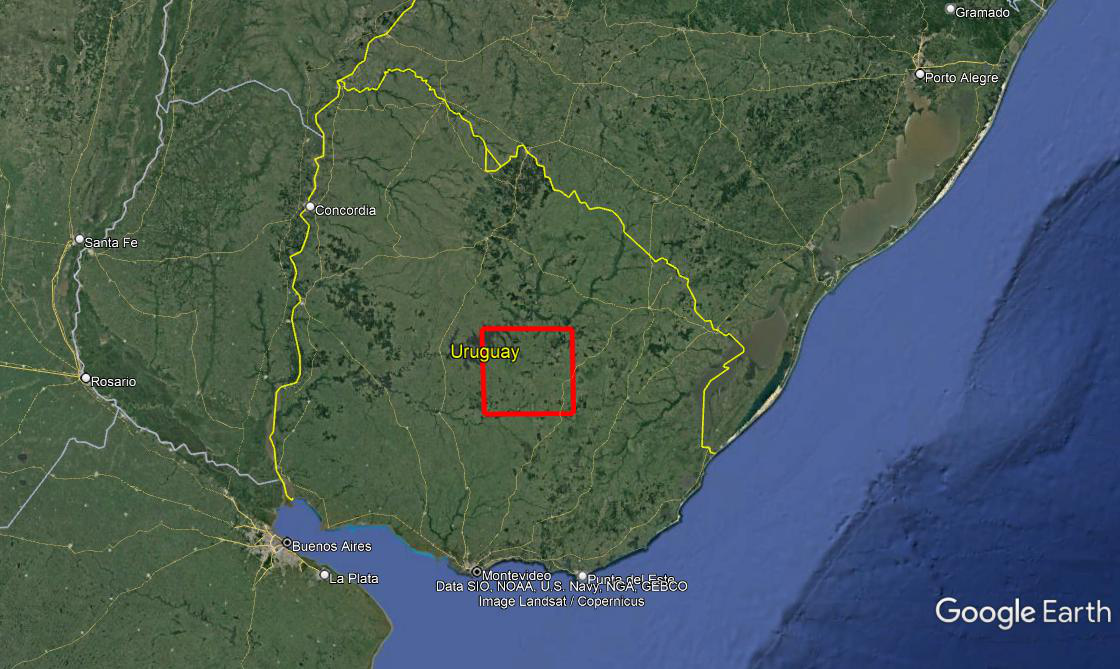 Gramado
Porto Alegre
Concordia
Santa Fe
Uruguay
Rosario
Buenos Aires
Montevideo
Punta del Este
La Plata
Data SIO, NOAA, U.S. Navy, NGA, GEBCO
Image Landsat / Copernicus
Google Earth